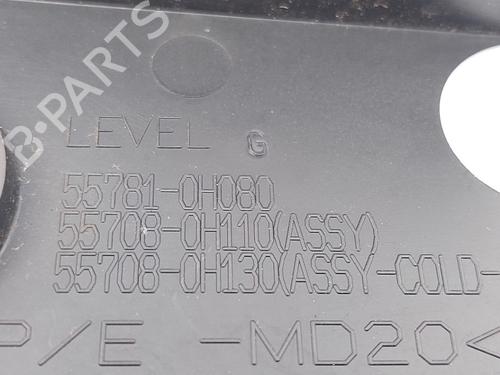 B-PARTS
LEVEL G
55781-0H080
55708-0H110(ASSY)
55708-0H130(ASSY-COLD-
P/E -MD20<